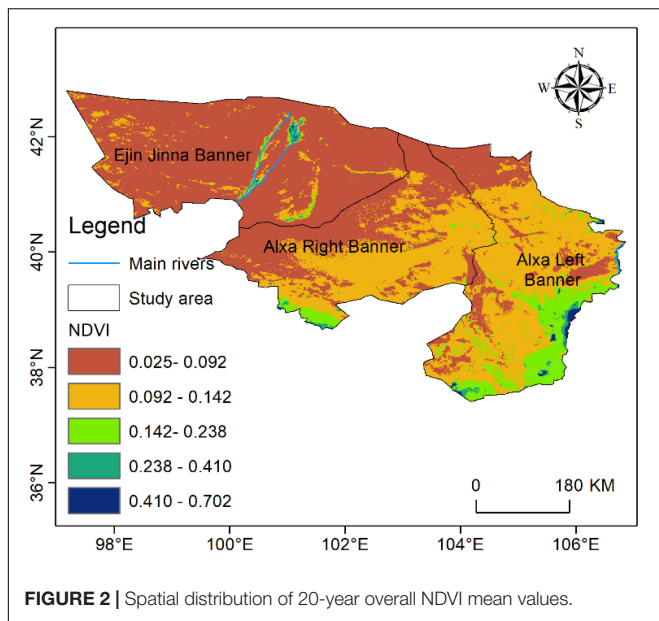 N
W E
S
42°N
40°N
38°N
36°N
Ejin Jinna Banner
Alxa Right Banner
Alxa Left
Banner
Legend
Main rivers
Study area
NDVI
0.025- 0.092
0.092 - 0.142
0.142- 0.238
0.238 - 0.410
0.410 - 0.702
0 180 KM
98°E 100°E 102°E 104°E 106°E
FIGURE 2 | Spatial distribution of 20-year overall NDVI mean values.